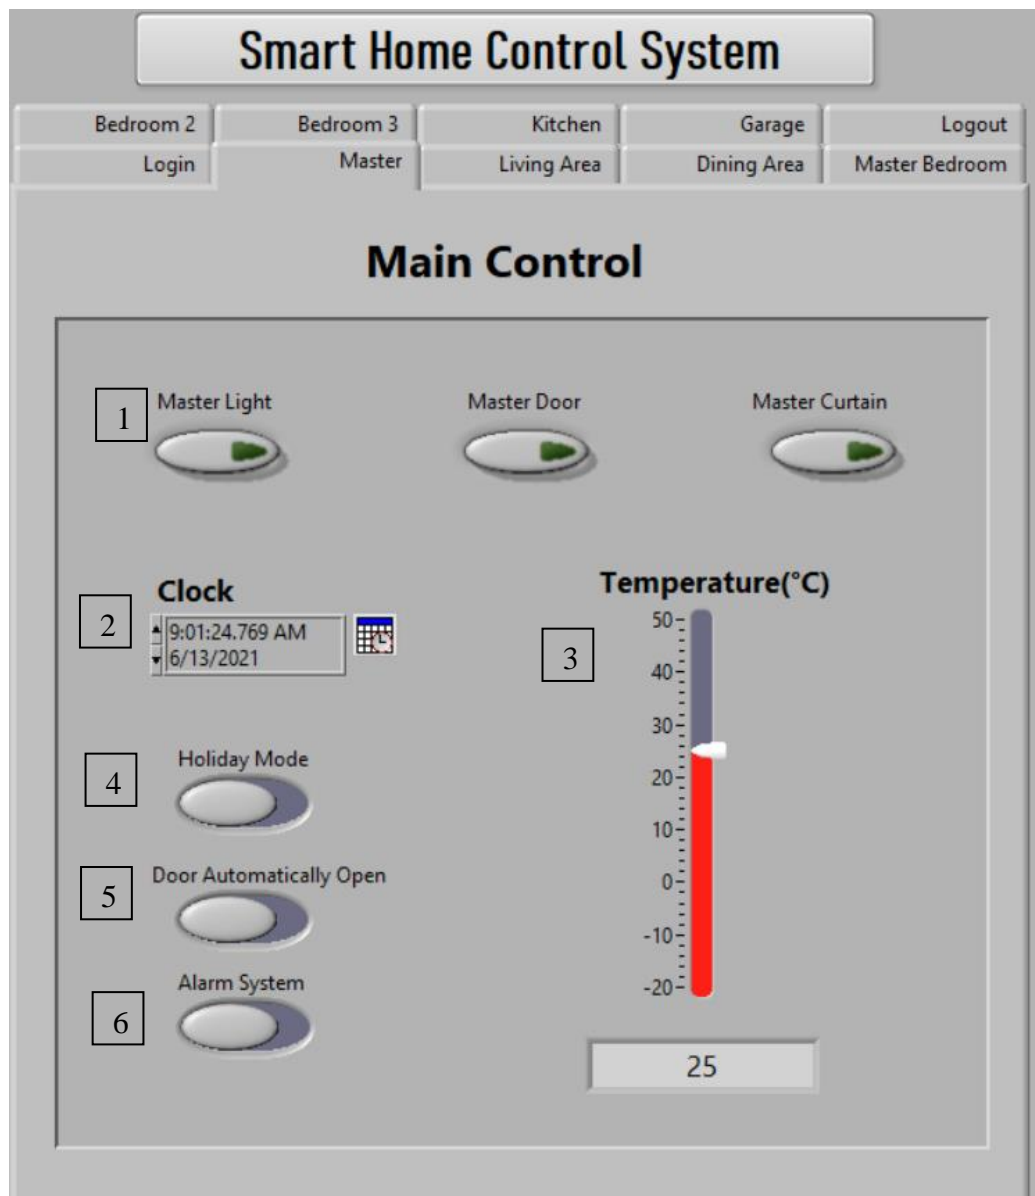 Smart Home Control System
Bedroom 2 Bedroom 3 Kitchen Garage Logout
Login Master Living Area Dining Area Master Bedroom
Main Control
1 Master Light Master Door Master Curtain
Clock Temperature(°C)
2 9:01:24.769 AM
6/13/2021
3
50
40
30
20
10
0
-10
-20
4 Holiday Mode
5 Door Automatically Open
6 Alarm System
25